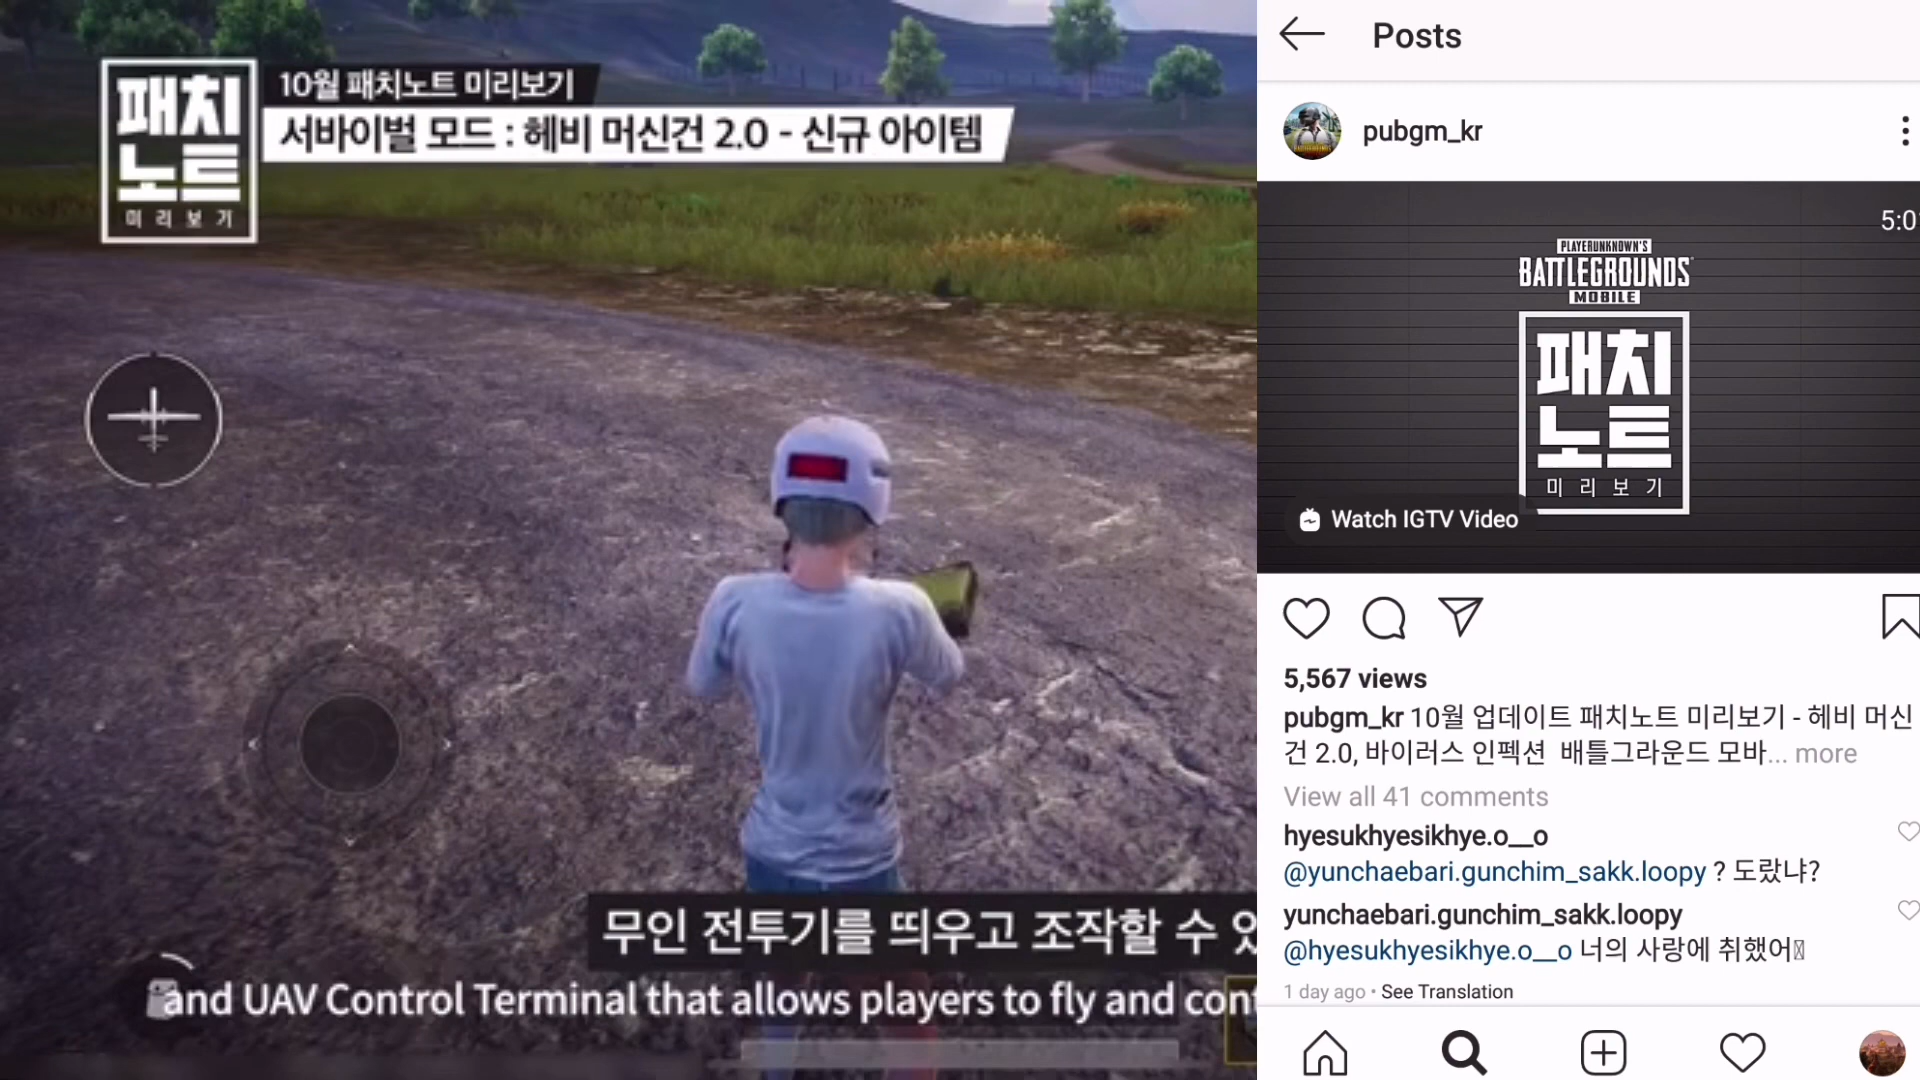 패치
노트
미리보기
10월 패치노트 미리보기
서바이벌 모드 : 헤비 머신건 2.0 - 신규 아이템
무인 전투기를 띄우고 조작할 수
and UAV Control Terminal that allows players to fly and
Posts
pubgm_kr
5:0
PLAYERUNKNOWN'S
BATTLEGROUNDS
MOBILE
패치
노트
미리보기
Watch IGTV Video
5,567 views
pubgm_kr 10월 업데이트 패치노트 미리보기 - 헤비 머신
건 2.0, 바이러스 인펙션 배틀그라운드 모바... more
View all 41 comments
hyesukhyesikhye.o__o
@yunchaebari.gunchim_sakk.loopy ? 도랐냐?
yunchaebari.gunchim_sakk.loopy
@hyesukhyesikhye.o__o 너의 사랑에 취했어
1 day ago • See Translation